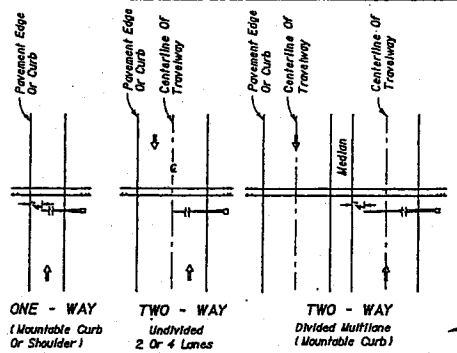 Pavement Edge
Or Curb
Pavement Edge
Or Curb
Centerline Of
Travelway
Pavement Edge
Or Curb
Centerline Of
Travelway
Centerline Of
Travelway
Median
ONE - WAY
(Mountable Curb
Or Shoulder)
TWO - WAY
Undivided
2 Or 4 Lanes
TWO - WAY
Divided Multilane
(Mountable Curb)